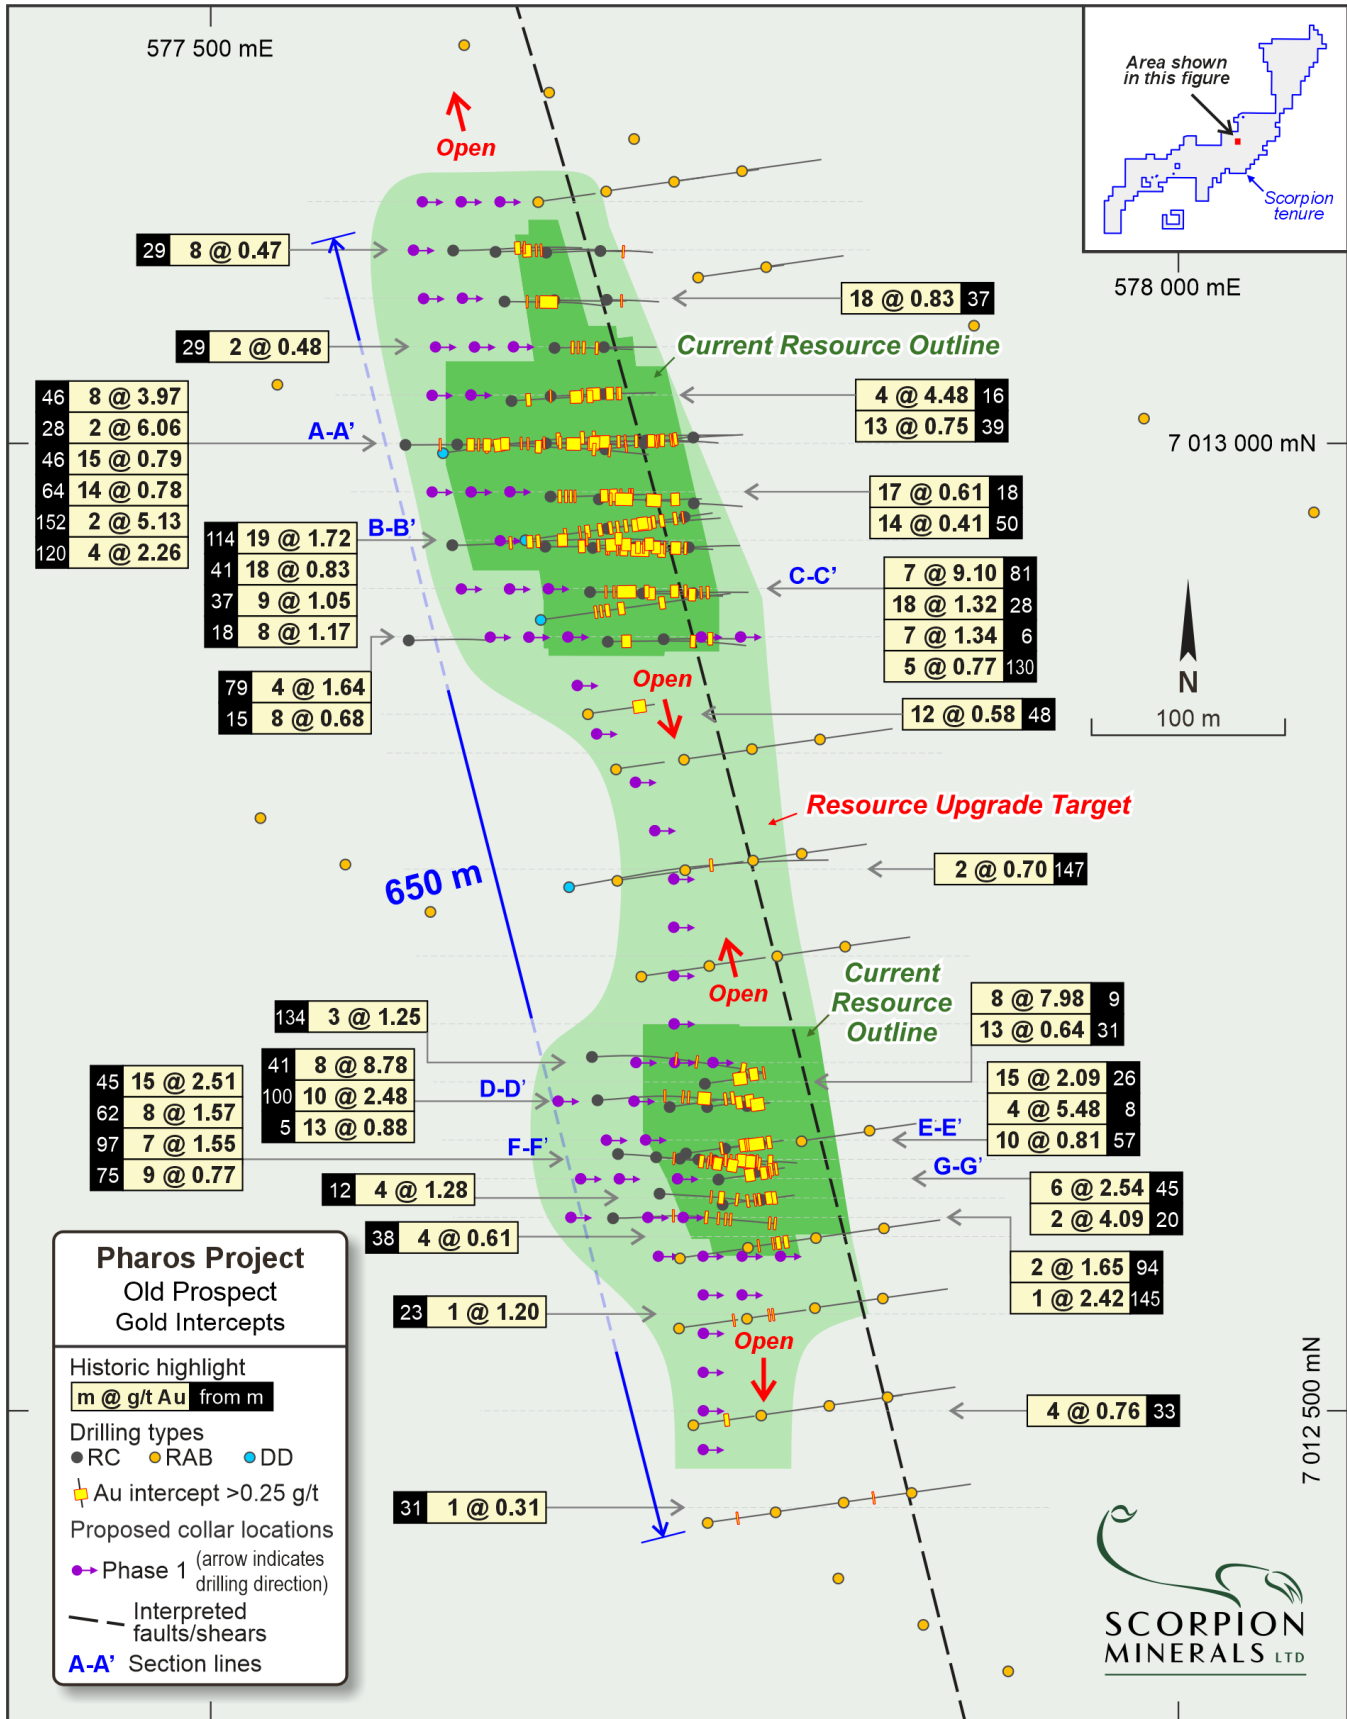 577 500 mE
Area shown
in this figure
Scorpion
tenure
578 000 mE
Open
29 8 @ 0.47
18 @ 0.83 37
29 2 @ 0.48
Current Resource Outline
46 8 @ 3.97
28 2 @ 6.06
46 15 @ 0.79
64 14 @ 0.78
152 2 @ 5.13
120 4 @ 2.26
4 @ 4.48 16
13 @ 0.75 39
A-A’
7 013 000 mN
17 @ 0.61 18
14 @ 0.41 50
B-B’
114 19 @ 1.72
41 18 @ 0.83
37 9 @ 1.05
18 8 @ 1.17
C-C’
7 @ 9.10 81
18 @ 1.32 28
7 @ 1.34 6
5 @ 0.77 130
79 4 @ 1.64
15 8 @ 0.68
Open
12 @ 0.58 48
N
100 m
Resource Upgrade Target
650 m
2 @ 0.70 147
Open
Current
Resource
Outline
8 @ 7.98 9
13 @ 0.64 31
134 3 @ 1.25
41 8 @ 8.78
100 10 @ 2.48
5 13 @ 0.88
D-D’
45 15 @ 2.51
62 8 @ 1.57
97 7 @ 1.55
75 9 @ 0.77
F-F’
15 @ 2.09 26
4 @ 5.48 8
10 @ 0.81 57
E-E’
G-G’
12 4 @ 1.28
6 @ 2.54 45
2 @ 4.09 20
38 4 @ 0.61
2 @ 1.65 94
1 @ 2.42 145
23 1 @ 1.20
Open
4 @ 0.76 33
7 012 500 mN
31 1 @ 0.31
Pharos Project
Old Prospect
Gold Intercepts
Historic highlight
m @ g/t Au from m
Drilling types
RC RAB DD
Au intercept >0.25 g/t
Proposed collar locations
Phase 1 (arrow indicates
drilling direction)
Interpreted
faults/shears
A-A’ Section lines
SCORPION
MINERALS LTD